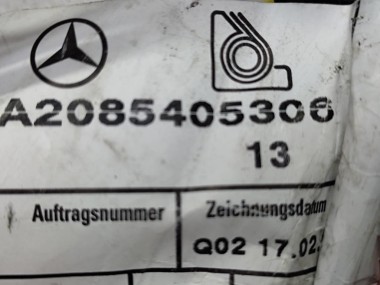 A2085405306
13
Auftragsnummer Zeichnungsdatum
Q02 17.02.